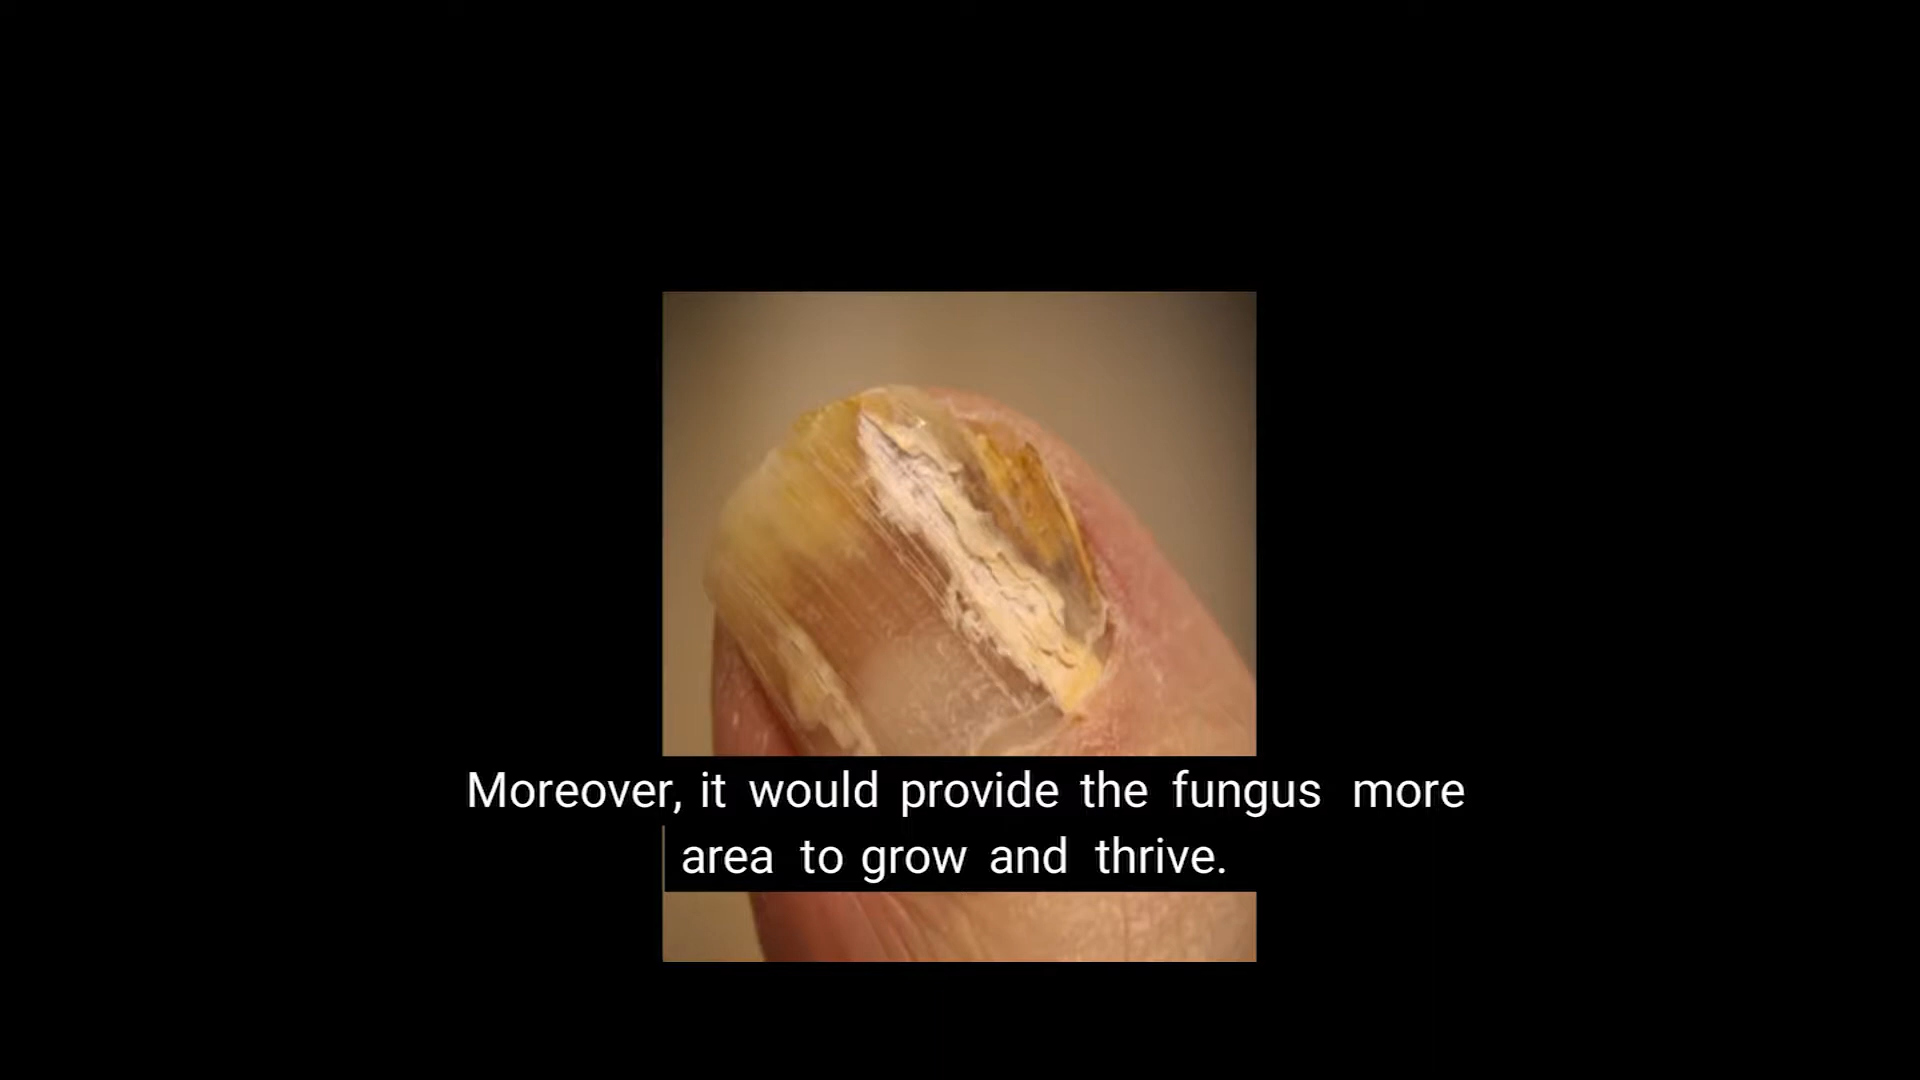 Moreover, it would provide the fungus more
area to grow and thrive.